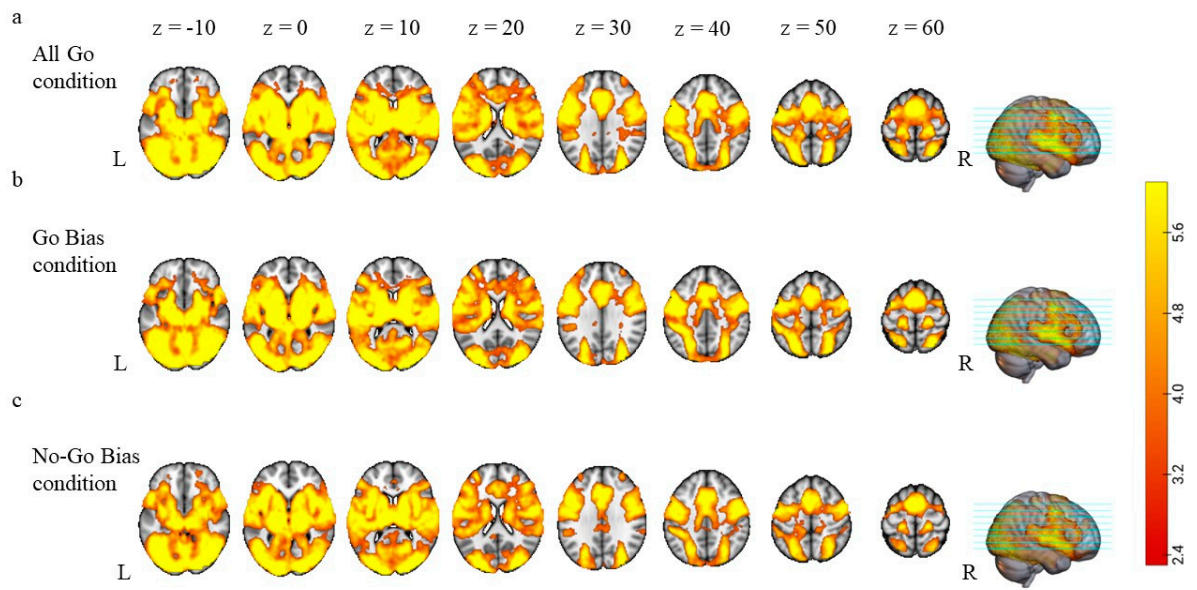 a
z = -10 z = 0 z = 10 z = 20 z = 30 z = 40 z = 50 z = 60
All Go
condition
L R
b
Go Bias
condition
L R
c
No-Go Bias
condition
L R
5.6
4.8
4.0
3.2
2.4